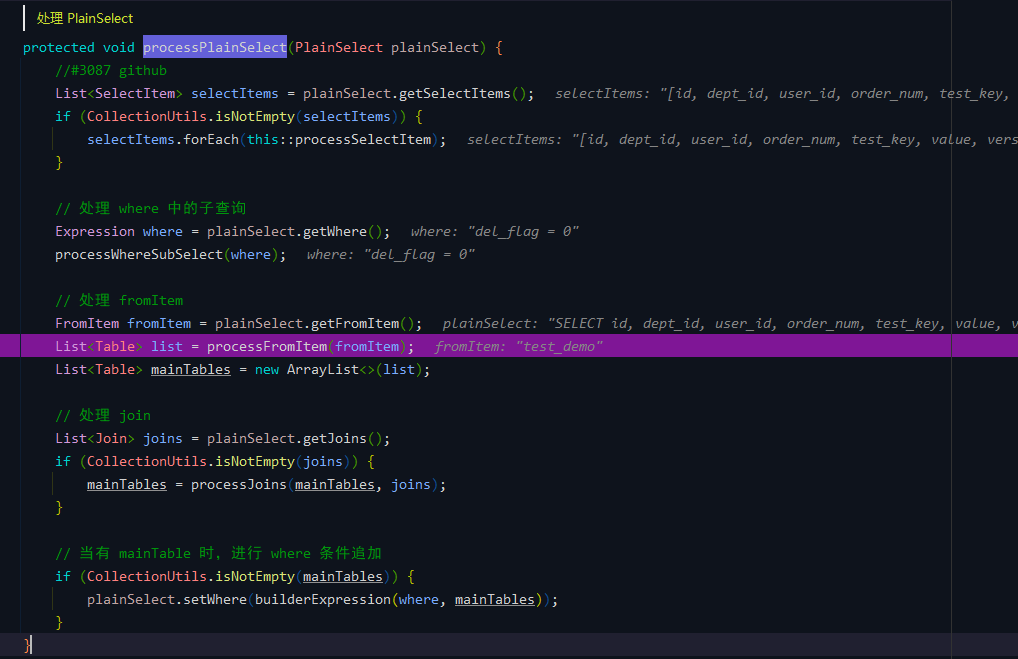 处理 PlainSelect
protected void processPlainSelect(PlainSelect plainSelect) {
//#3087 github
List<SelectItem> selectItems = plainSelect.getSelectItems(); selectItems: "[id, dept_id, user_id, order_num, test_key,
if (CollectionUtils.isNotEmpty(selectItems)) {
selectItems.forEach(this::processSelectItem); selectItems: "[id, dept_id, user_id, order_num, test_key, value, vers
}
// 处理 where 中的子查询
Expression where = plainSelect.getWhere(); where: "del_flag = 0"
processWhereSubSelect(where); where: "del_flag = 0"
// 处理 fromItem
FromItem fromItem = plainSelect.getFromItem(); plainSelect: "SELECT id, dept_id, user_id, order_num, test_key, value, v
List<Table> list = processFromItem(fromItem); fromItem: "test_demo"
List<Table> mainTables = new ArrayList<>(list);
// 处理 join
List<Join> joins = plainSelect.getJoins();
if (CollectionUtils.isNotEmpty(joins)) {
mainTables = processJoins(mainTables, joins);
}
// 当有 mainTable 时，进行 where 条件追加
if (CollectionUtils.isNotEmpty(mainTables)) {
plainSelect.setWhere(builderExpression(where, mainTables));
}
}